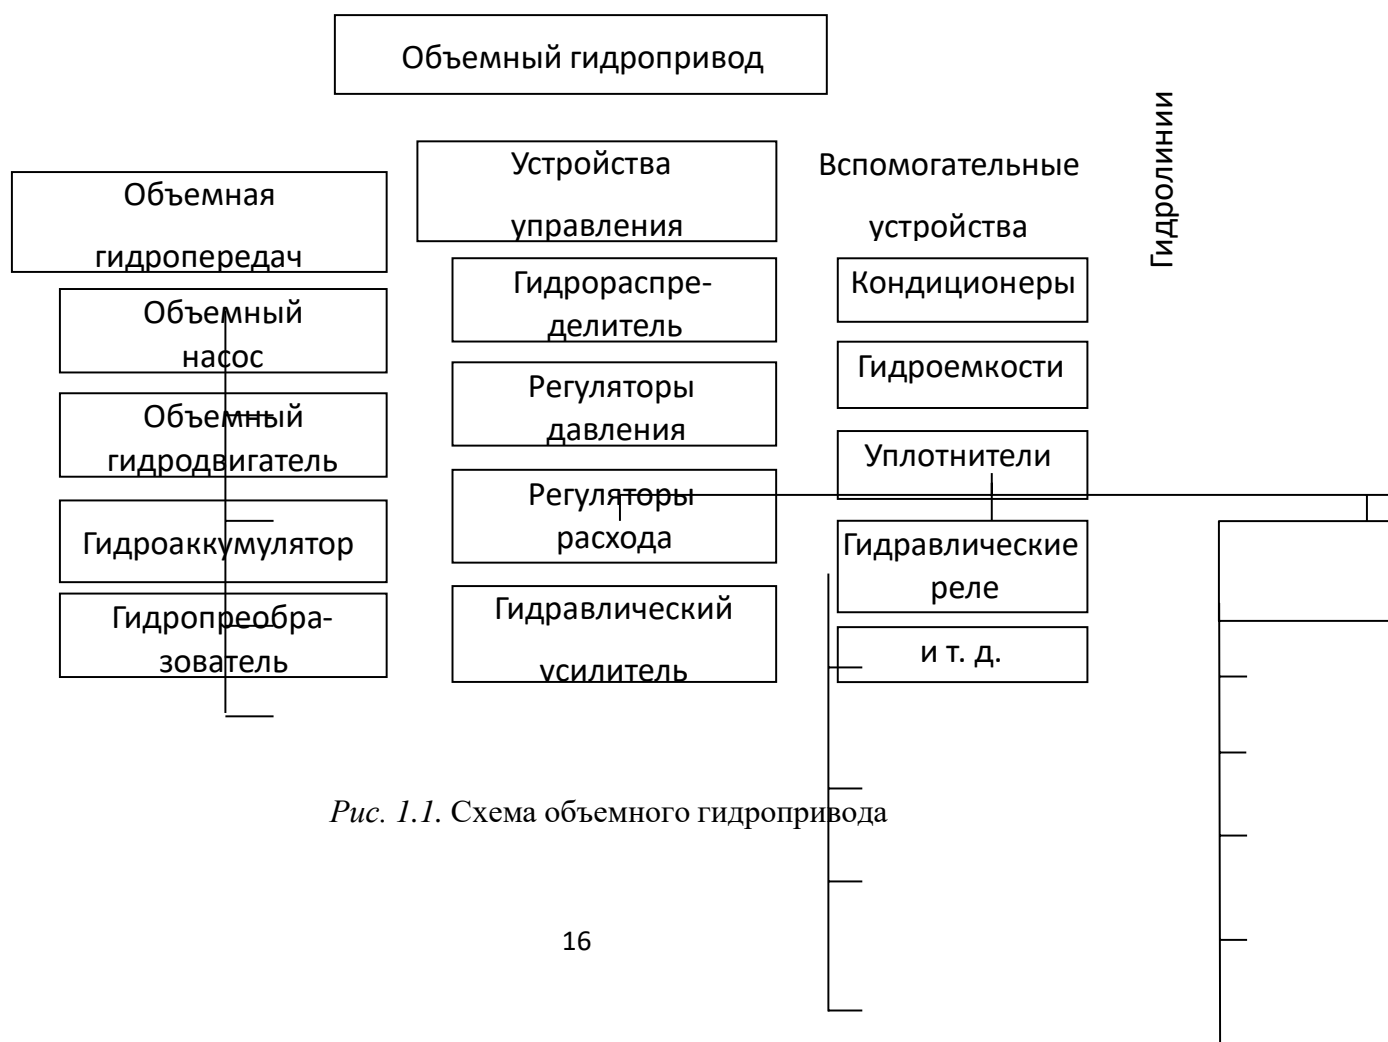 Объемный гидропривод
Объемная
гидропередач
Объемный
насос
Объемный
гидродвигатель
Гидроаккумулятор
Гидропреобра-
зователь
Устройства
управления
Гидрораспре-
делитель
Регуляторы
давления
Регуляторы
расхода
Гидравлический
усилитель
Вспомогательные
устройства
Кондиционеры
Гидроемкости
Уплотнители
Гидравлические
реле
и т. д.
Гидролинии
Рис. 1.1. Схема объемного гидропривода
16